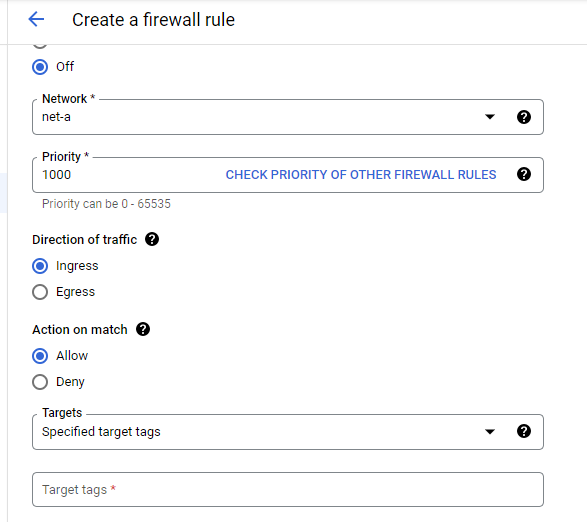 Create a firewall rule
Off
Network *
net-a
Priority *
1000 CHECK PRIORITY OF OTHER FIREWALL RULES
Priority can be 0 - 65535
Direction of traffic
Ingress
Egress
Action on match
Allow
Deny
Targets
Specified target tags
Target tags *